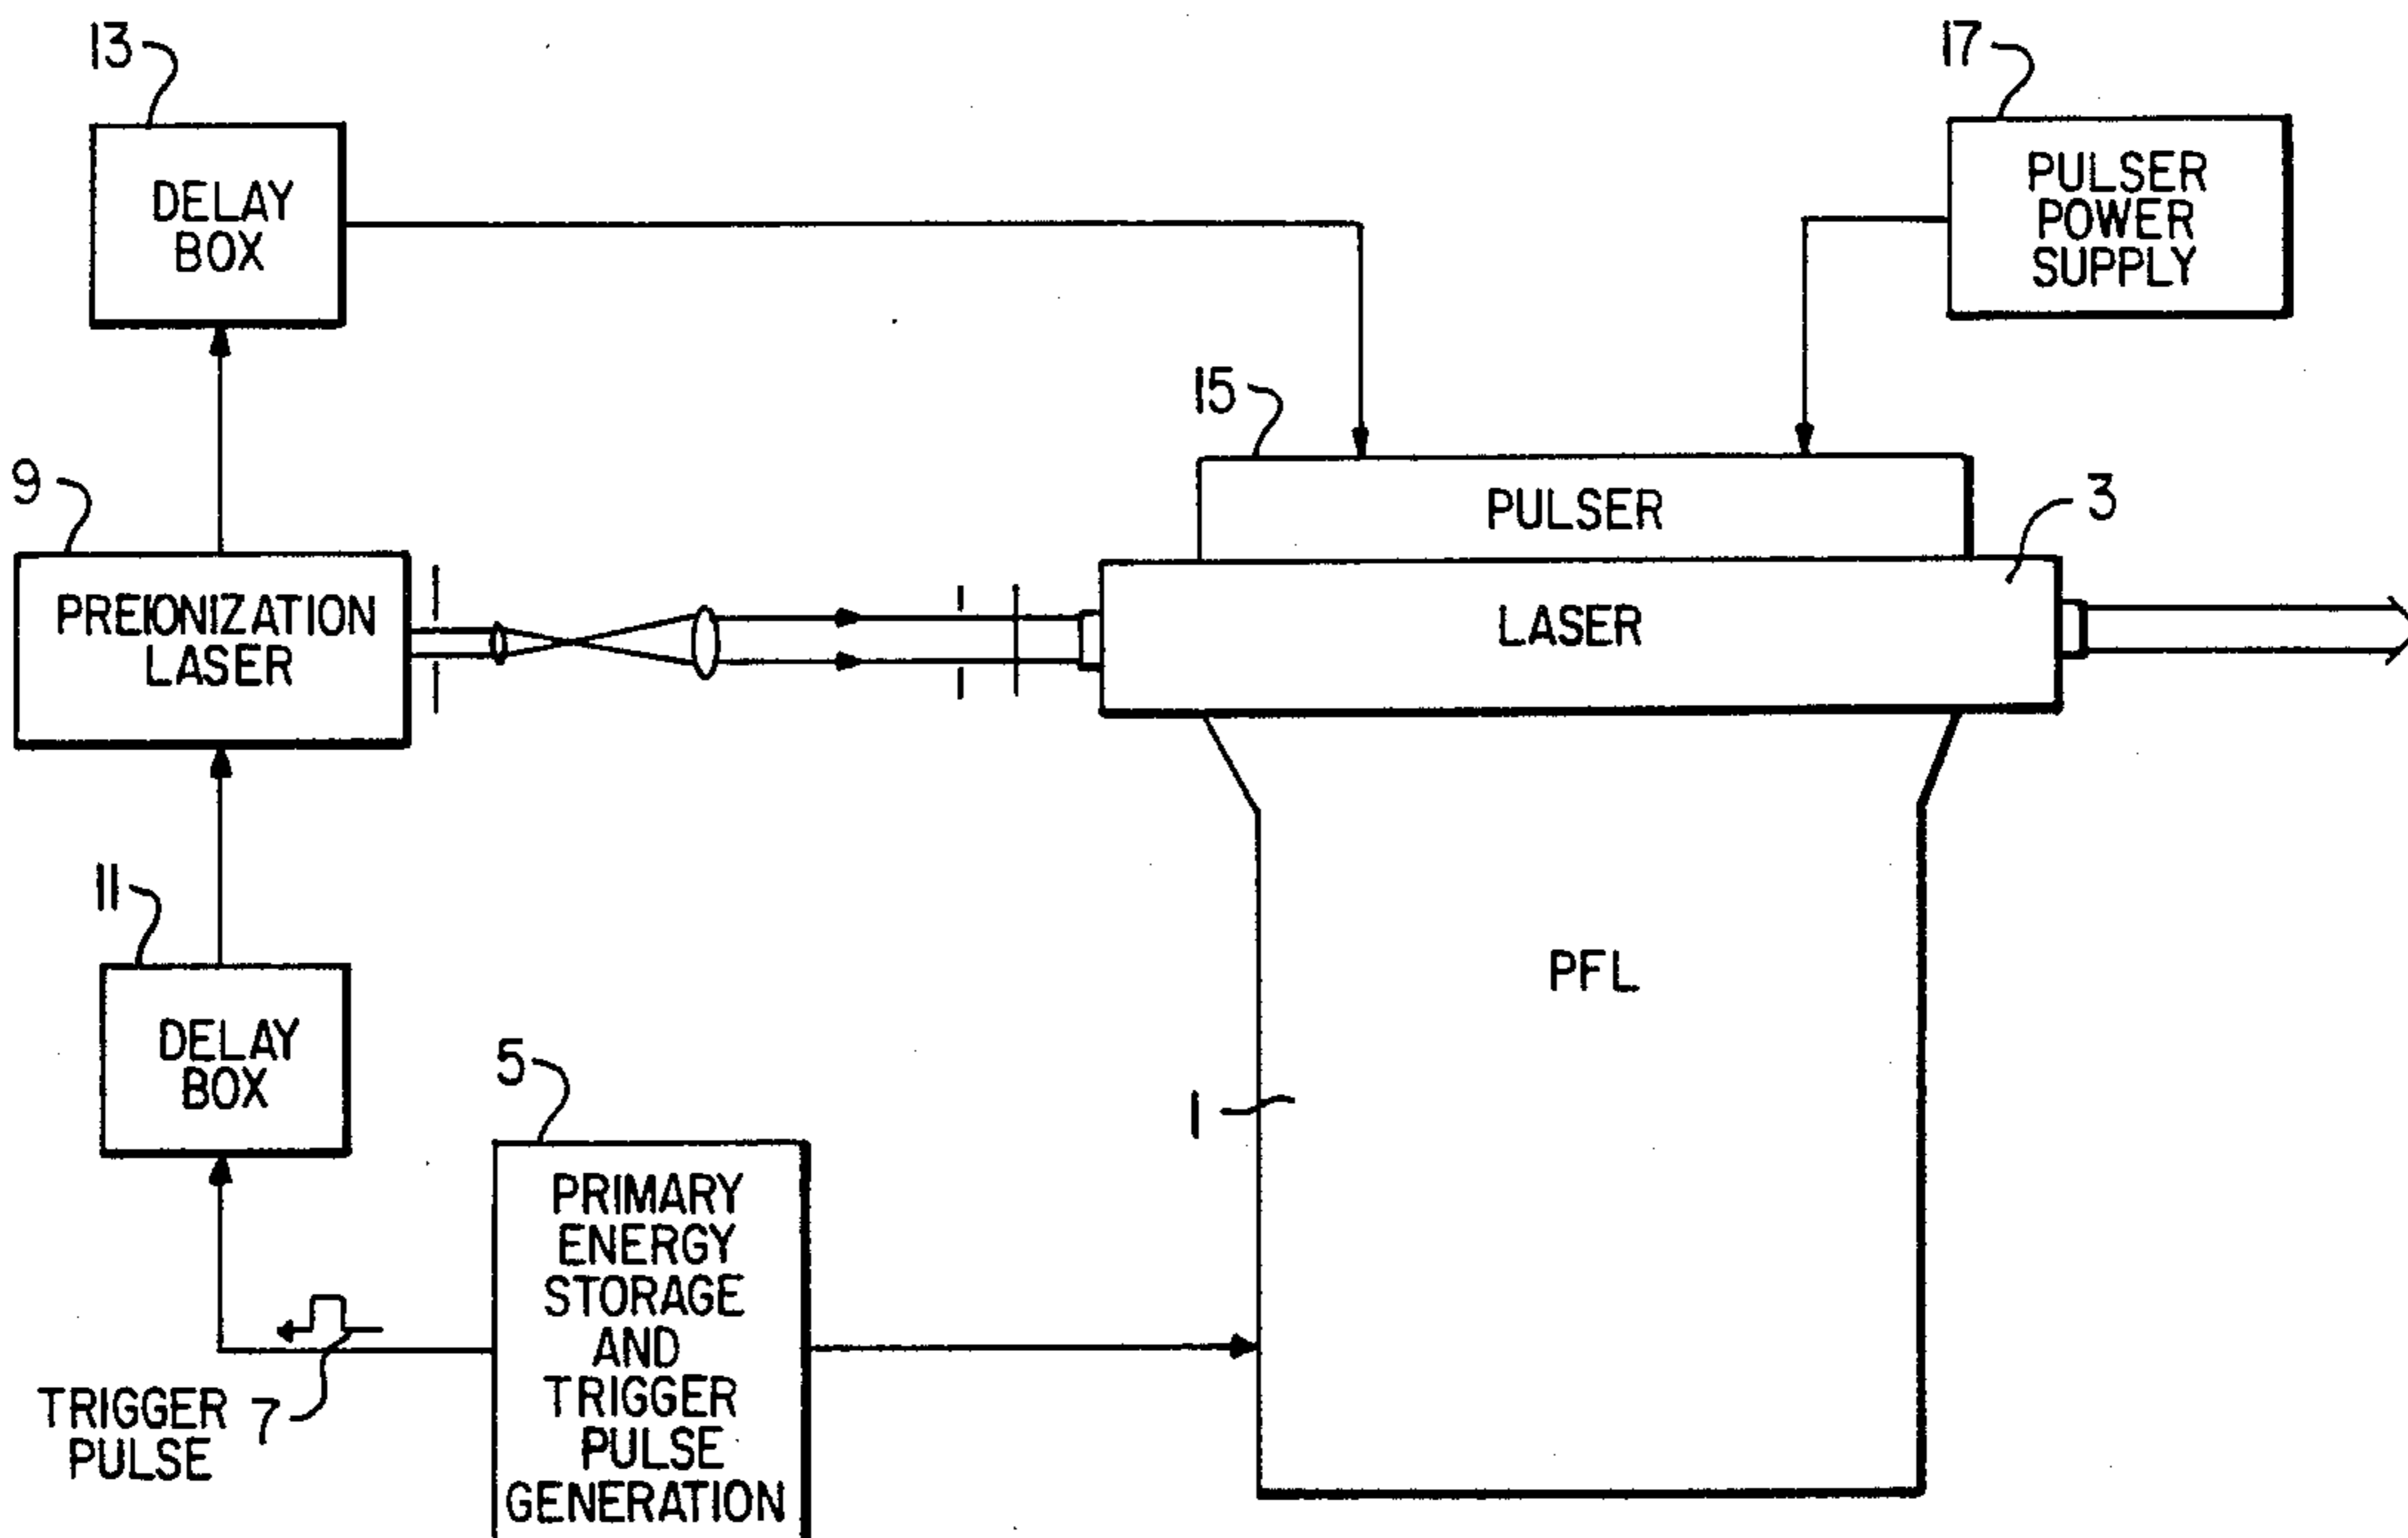 13
DELAY
BOX
17
PULSER
POWER
SUPPLY
15
PULSER
3
LASER
9
PREIONIZATION
LASER
11
DELAY
BOX
PFL
1
5
PRIMARY
ENERGY
STORAGE
AND
TRIGGER
PULSE
GENERATION
TRIGGER
PULSE
7